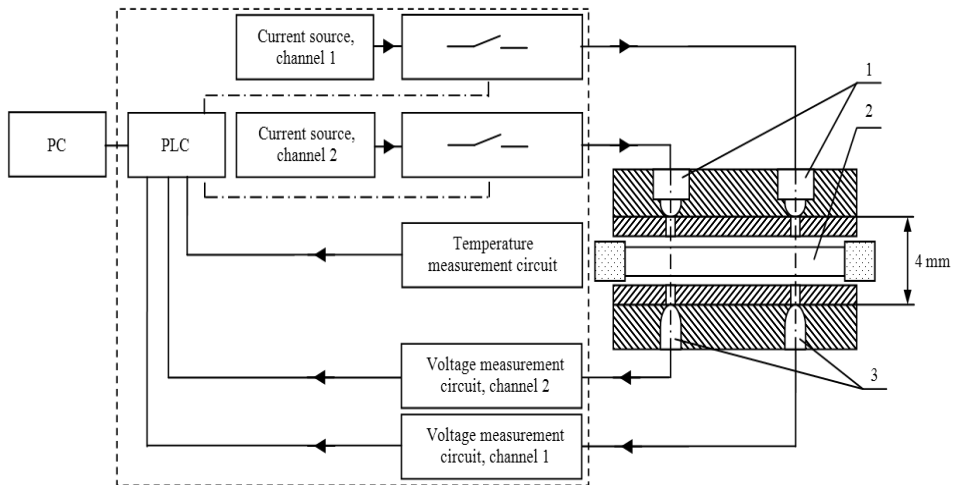 Current source,
channel 1
1
2
PC
PLC
Current source,
channel 2
4 mm
Temperature
measurement circuit
Voltage measurement
circuit, channel 2
3
Voltage measurement
circuit, channel 1